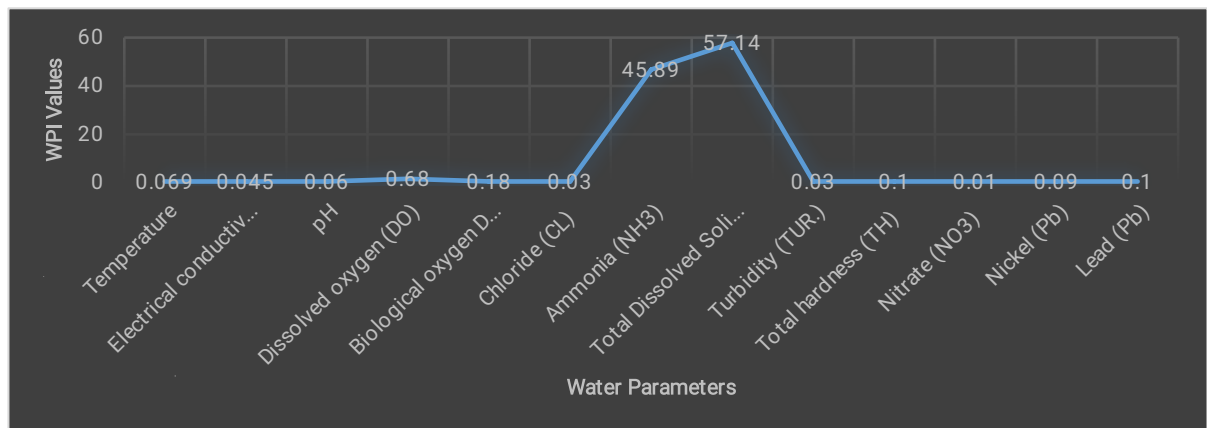 60
40
20
0
WPI Values
0.069 0.045 0.06 0.68 0.18 0.03 45.89 57.14 0.03 0.1 0.01 0.09 0.1
Temperature
Electrical conductiv...
pH
Dissolved oxygen (DO)
Biological oxygen D...
Chloride (CL)
Ammonia (NH3)
Total Dissolved Soli...
Turbidity (TUR.)
Total hardness (TH)
Nitrate (NO3)
Nickel (Pb)
Lead (Pb)
Water Parameters